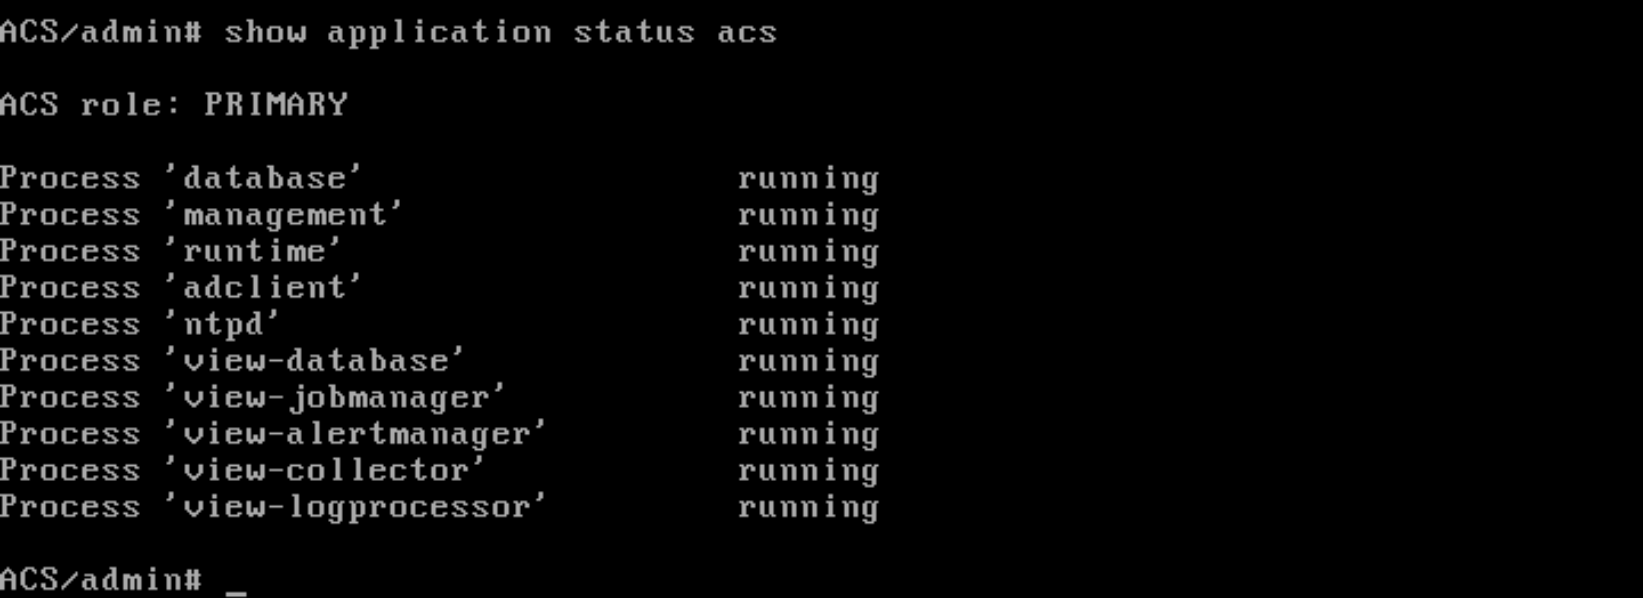 ACS/admin# show application status acs
ACS role: PRIMARY
Process 'database' running
Process 'management' running
Process 'runtime' running
Process 'adclient' running
Process 'ntpd' running
Process 'view-database' running
Process 'view-jobmanager' running
Process 'view-alertmanager' running
Process 'view-collector' running
Process 'view-logprocessor' running
ACS/admin# _